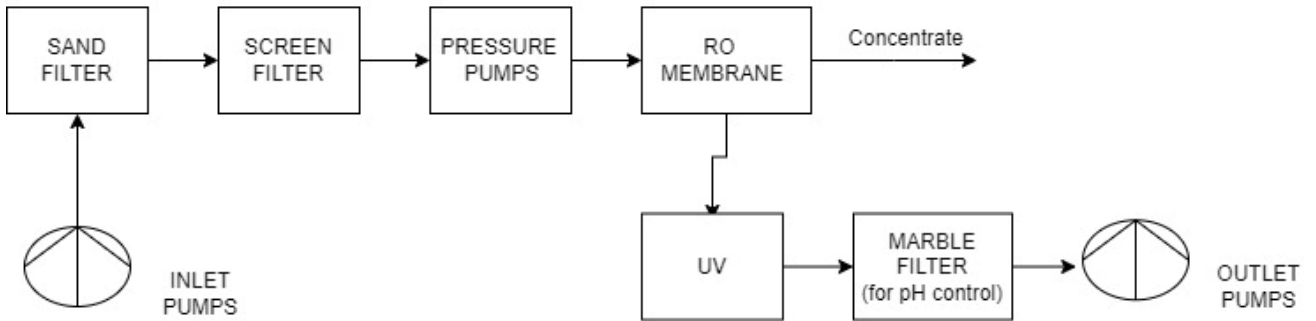 SAND
FILTER
SCREEN
FILTER
PRESSURE
PUMPS
RO
MEMBRANE
Concentrate
INLET
PUMPS
UV
MARBLE
FILTER
(for pH control)
OUTLET
PUMPS